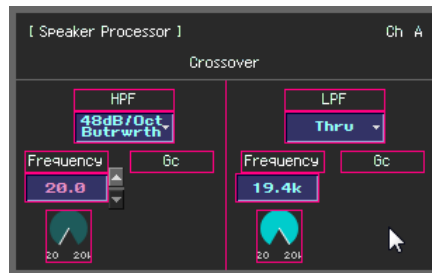 [ Speaker Processor ] Ch A
Crossover
HPF LPF
48dB/Oct Thru
Butrwrth
Frequency Gc Frequency Gc
20.0 19.4k
20 20k 20 20k